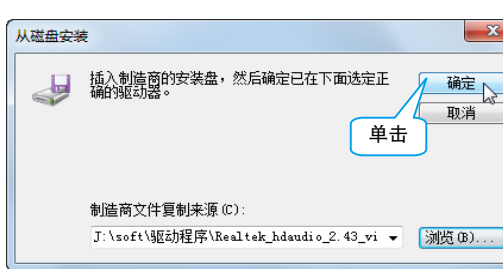 从磁盘安装
插入制造商的安装盘，然后确定已在下面选定正
确的驱动器。
确定
取消
单击
制造商文件复制来源(C):
J:\soft\驱动程序\Realtek_hdaudio_2.43_vi
浏览(B)...